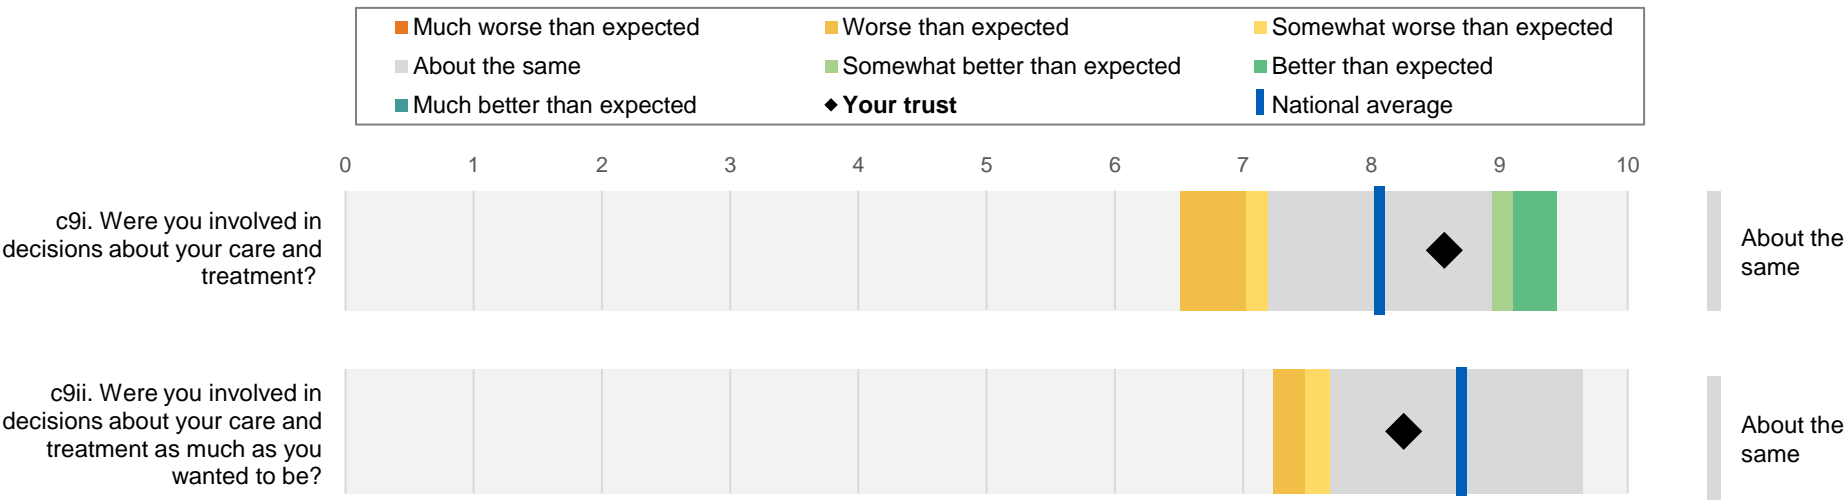 Much worse than expected
Worse than expected
Somewhat worse than expected
About the same
Somewhat better than expected
Better than expected
Much better than expected
Your trust
National average
0 1 2 3 4 5 6 7 8 9 10
c9i. Were you involved in
decisions about your care and
treatment?
About the
same
c9ii. Were you involved in
decisions about your care and
treatment as much as you
wanted to be?
About the
same